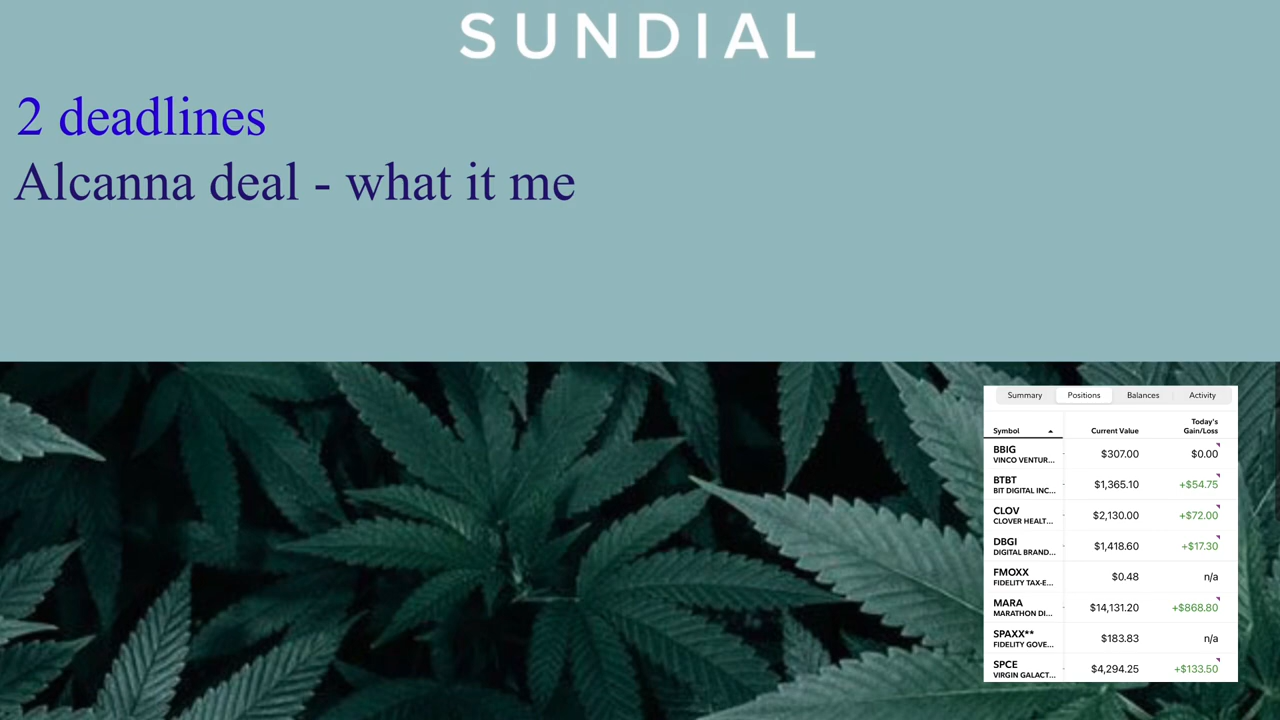 SUNDIAL
2 deadlines
Alcanna deal - what it me
Summary Positions Balances Activity
Symbol Current Value Today's Gain/Loss
BBIG $307.00 $0.00
VINCO VENTUR...
BTBT $1,365.10 +$54.75
BIT DIGITAL INC...
CLOV $2,130.00 +$72.00
CLOVER HEALT...
DBGI $1,418.60 +$17.30
DIGITAL BRAND...
FMOXX $0.48 n/a
FIDELITY TAX-E...
MARA $14,131.20 +$868.80
MARATHON DI...
SPAXX** $183.83 n/a
FIDELITY GOVE...
SPCE $4,294.25 +$133.50
VIRGIN GALACT...